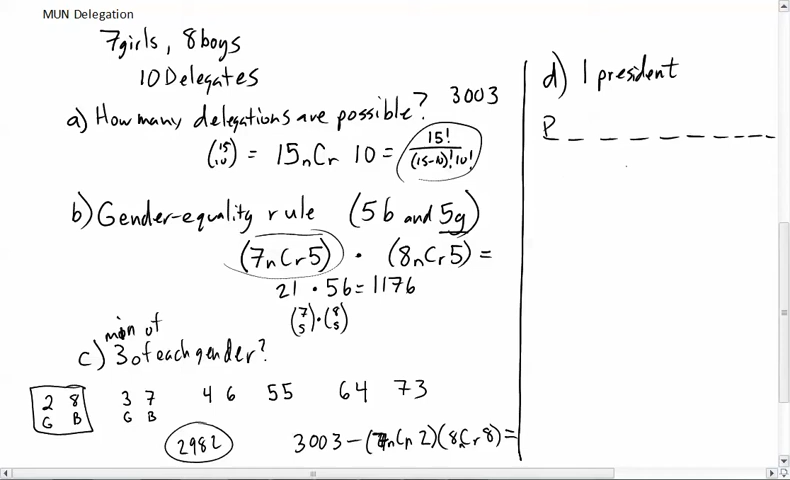 MUN Delegation
7girls, 8boys
10 Delegates
a) How many delegations are possible? 3003
(15 10) = 15nCr 10 = 15! / (15-10)! 10!
b) Gender-equality rule (5b and 5g)
(7nCr5) · (8nCr5) =
21 · 56 = 1176
(7 5) · (8 5)
min of
c) 3 of each gender?
2 8 3 7 4 6 5 5 6 4 7 3
G B G B
2982 3003 - (7nCr 2)(8nCr 8) =
d) 1 president
P _ _ _ _ _ _ _ _ _